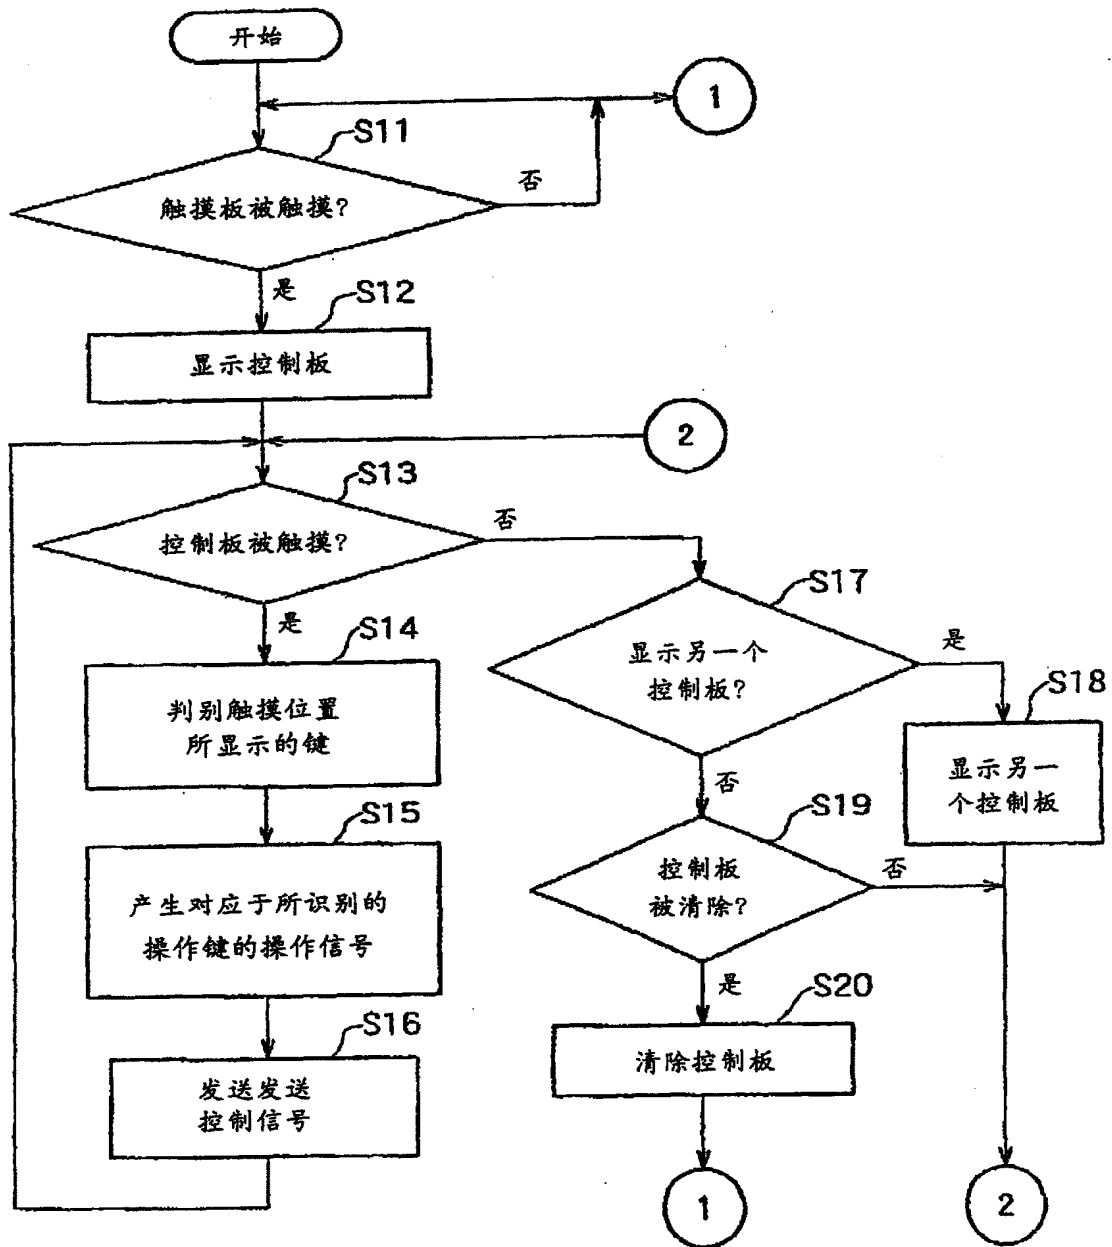 开始
1
S11
触摸板被触摸?
否
是
S12
显示控制板
2
S13
控制板被触摸?
否
是
S14
判别触摸位置
所显示的键
S15
产生对应于所识别的
操作键的操作信号
S16
发送发送
控制信号
S17
显示另一个
控制板?
是
S18
显示另一
个控制板
否
S19
控制板
被清除?
否
是
S20
清除控制板
1
2